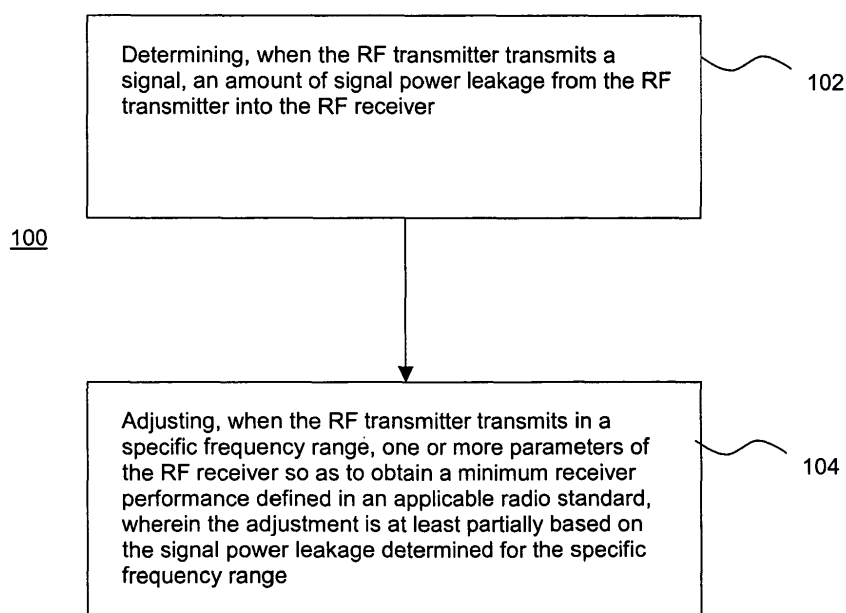 Determining, when the RF transmitter transmits a
signal, an amount of signal power leakage from the RF
transmitter into the RF receiver
102
100
Adjusting, when the RF transmitter transmits in a
specific frequency range, one or more parameters of
the RF receiver so as to obtain a minimum receiver
performance defined in an applicable radio standard,
wherein the adjustment is at least partially based on
the signal power leakage determined for the specific
frequency range
104